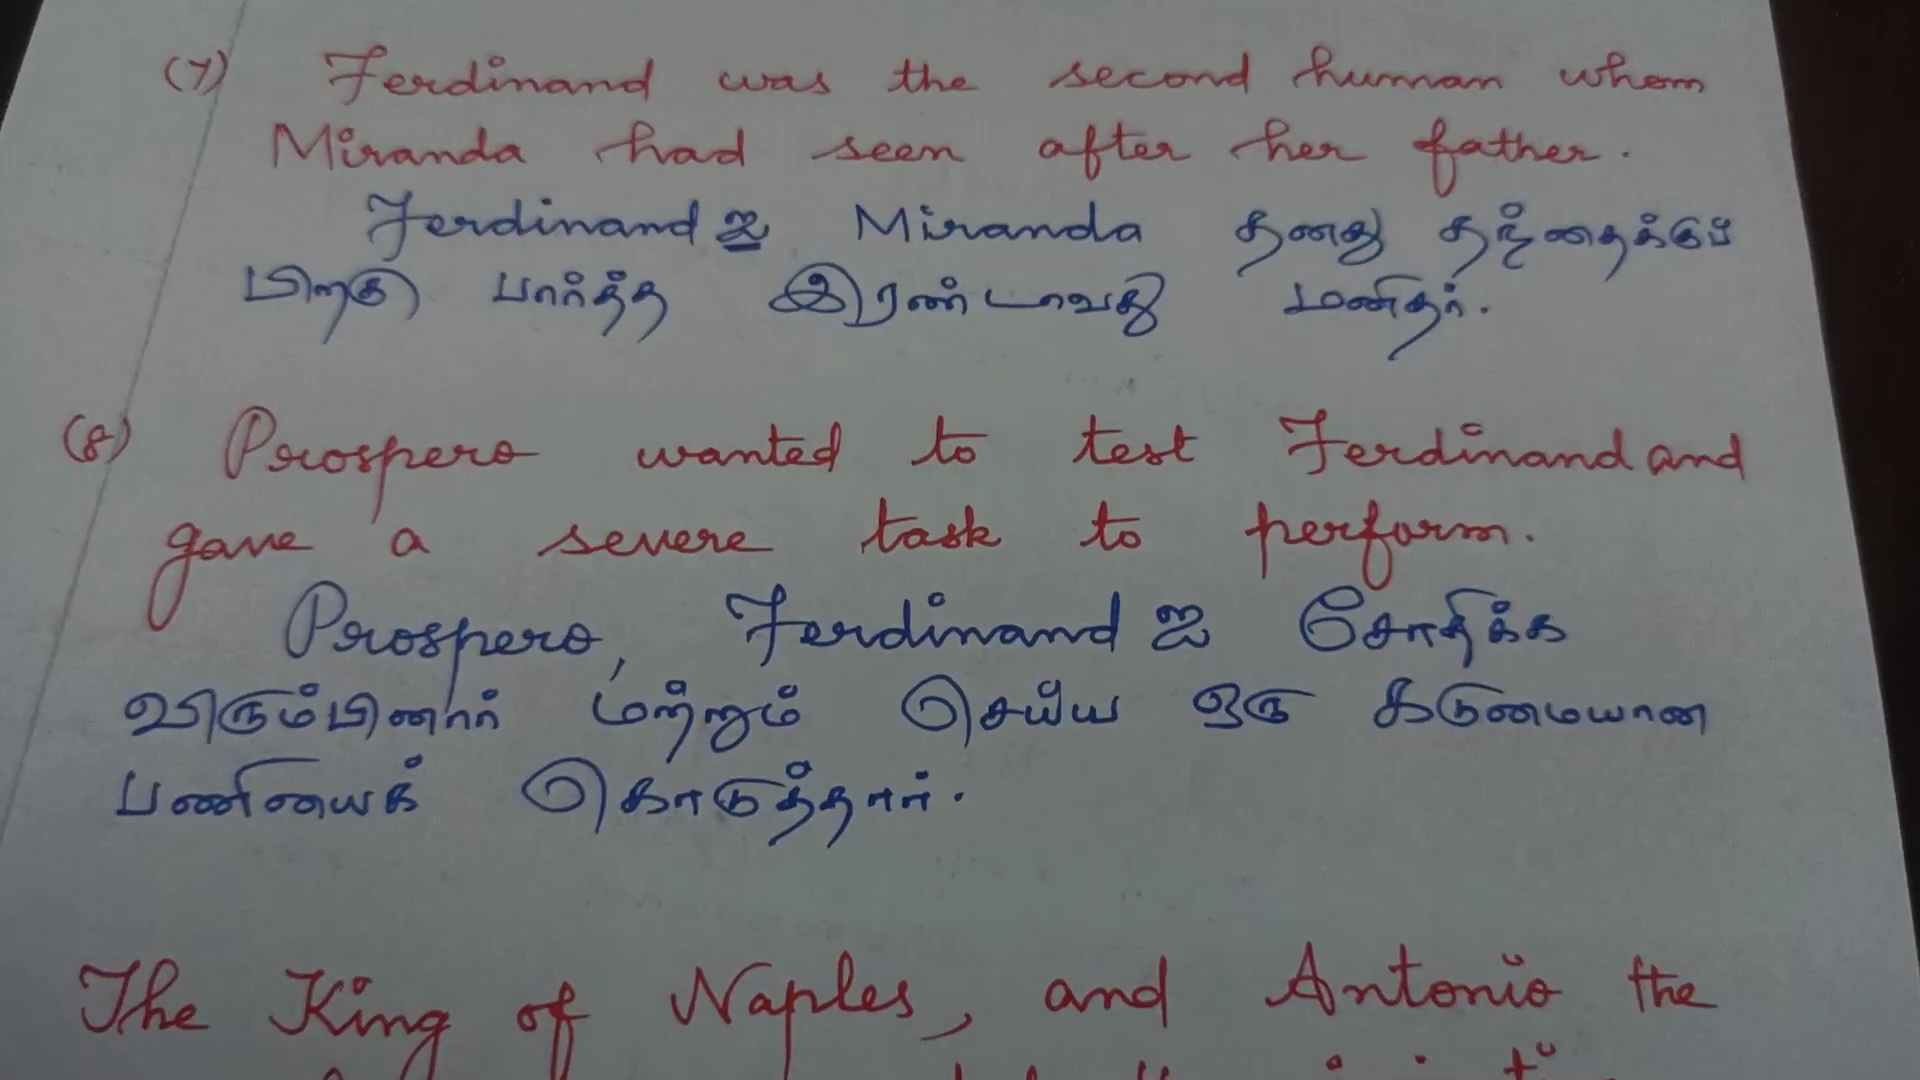 (7) Ferdinand was the second human whom
Miranda had seen after her father.
Ferdinand ஐ Miranda தனது தந்தைக்குப்
பிறகு பார்த்த இரண்டாவது மனிதர்.
(8) Prospero wanted to test Ferdinand and
gave a severe task to perform.
Prospero, Ferdinand ஐ சோதிக்க
விரும்பினார் மற்றும் செய்ய ஒரு கடுமையான
பணியைக் கொடுத்தார்.
The King of Naples, and Antonio the